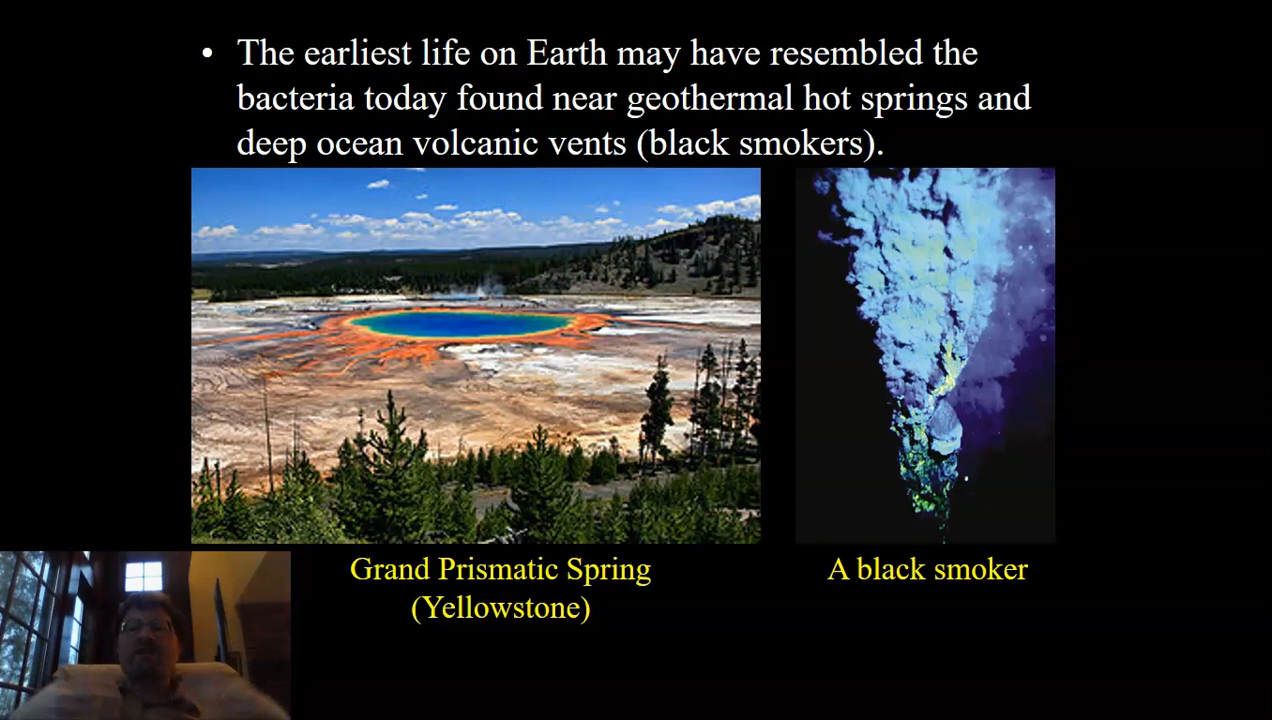 • The earliest life on Earth may have resembled the
bacteria today found near geothermal hot springs and
deep ocean volcanic vents (black smokers).
Grand Prismatic Spring
(Yellowstone)
A black smoker